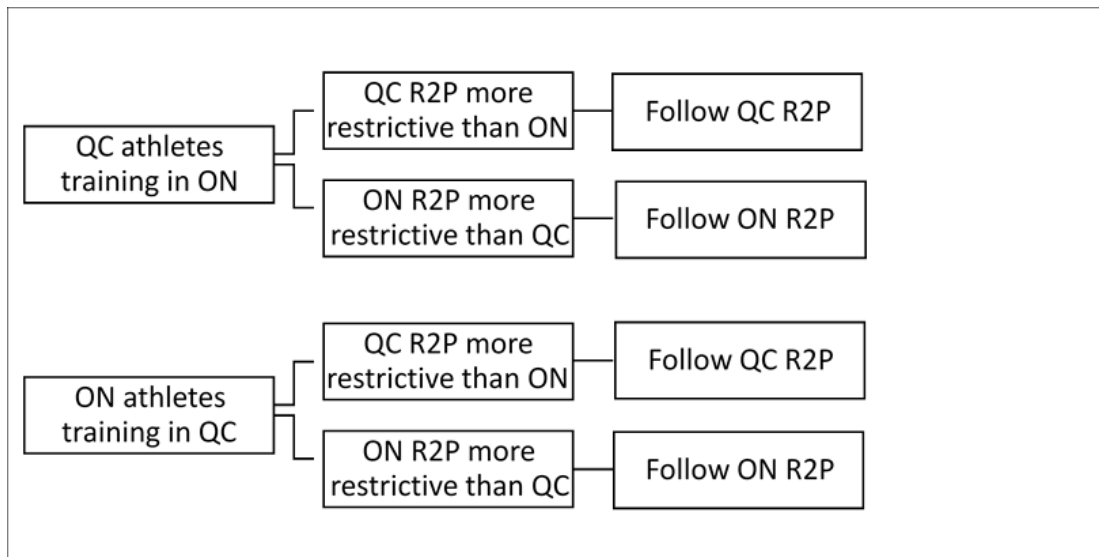 QC athletes
training in ON
QC R2P more
restrictive than ON
Follow QC R2P
ON R2P more
restrictive than QC
Follow ON R2P
ON athletes
training in QC
QC R2P more
restrictive than ON
Follow QC R2P
ON R2P more
restrictive than QC
Follow ON R2P